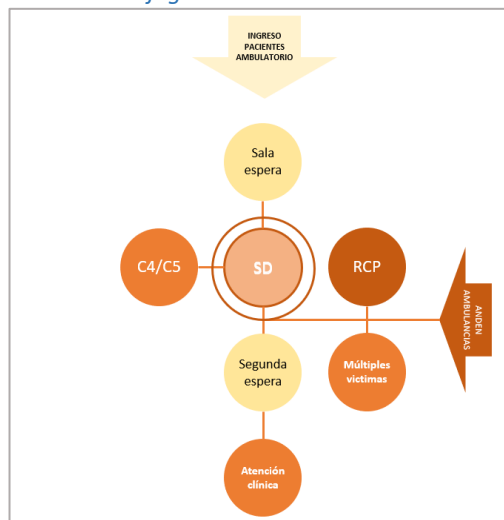 INGRESO
PACIENTES
AMBULATORIO
Sala
espera
C4/C5
SD
RCP
ANDEN
AMBULANCIAS
Segunda
espera
Múltiples
victimas
Atención
clínica